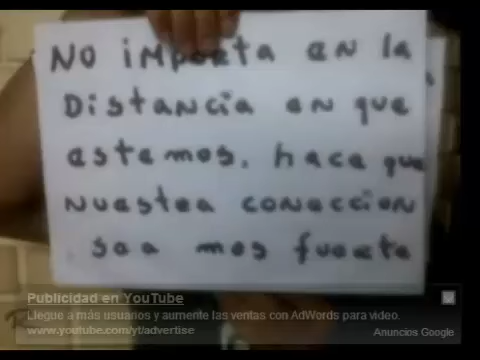 No importa en la
Distancia en que
estemos. hace que
nuestra coneccion
sea mas fuerte
Publicidad en YouTube
Llegue a más usuarios y aumente las ventas con AdWords para video.
www.youtube.com/yt/advertise
Anuncios Google